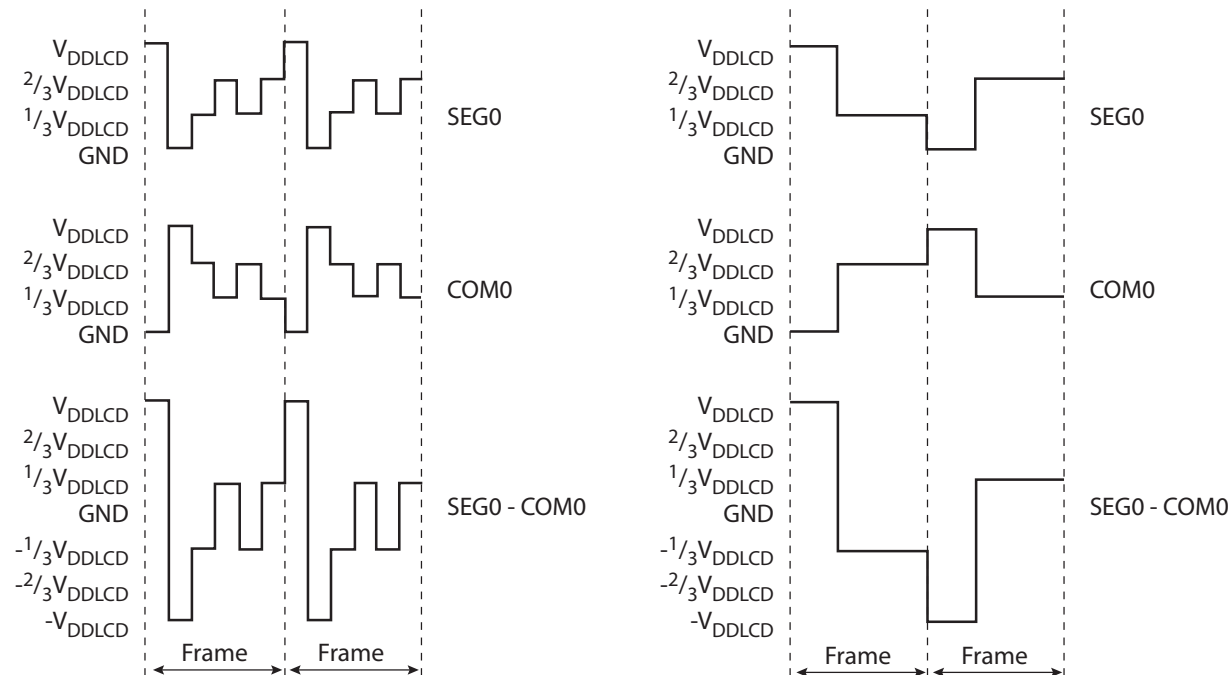 VDDLCD
2/3VDDLCD
1/3VDDLCD
GND
SEG0
VDDLCD
2/3VDDLCD
1/3VDDLCD
GND
COM0
VDDLCD
2/3VDDLCD
1/3VDDLCD
GND
-1/3VDDLCD
-2/3VDDLCD
-VDDLCD
SEG0 - COM0
Frame
Frame
VDDLCD
2/3VDDLCD
1/3VDDLCD
GND
SEG0
VDDLCD
2/3VDDLCD
1/3VDDLCD
GND
COM0
VDDLCD
2/3VDDLCD
1/3VDDLCD
GND
-1/3VDDLCD
-2/3VDDLCD
-VDDLCD
SEG0 - COM0
Frame
Frame